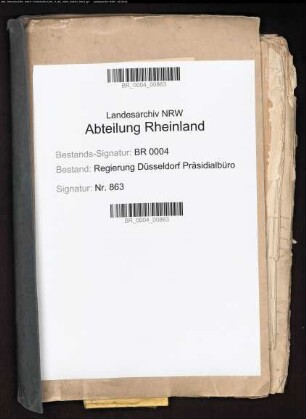 BR_0004_00863
Landesarchiv NRW
Abteilung Rheinland
Bestands-Signatur: BR 0004
Bestand: Regierung Düsseldorf Präsidialbüro
Signatur: Nr. 863
BR_0004_00863